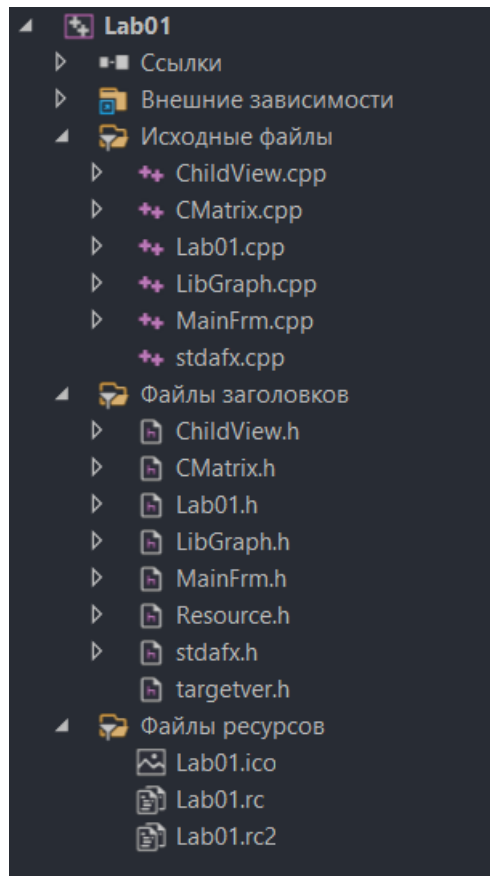 Lab01
Ссылки
Внешние зависимости
Исходные файлы
ChildView.cpp
CMatrix.cpp
Lab01.cpp
LibGraph.cpp
MainFrm.cpp
stdafx.cpp
Файлы заголовков
ChildView.h
CMatrix.h
Lab01.h
LibGraph.h
MainFrm.h
Resource.h
stdafx.h
targetver.h
Файлы ресурсов
Lab01.ico
Lab01.rc
Lab01.rc2